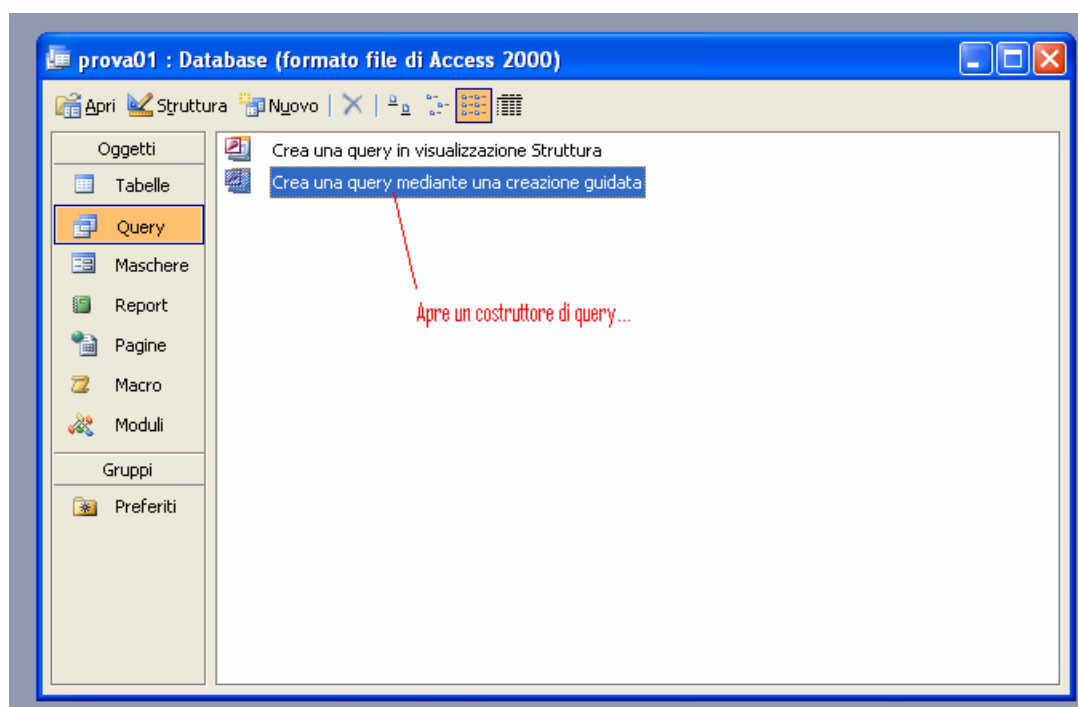 prova01 : Database (formato file di Access 2000)
Apri Struttura Nuovo
Oggetti
Tabelle
Query
Maschere
Report
Pagine
Macro
Moduli
Gruppi
Preferiti
Crea una query in visualizzazione Struttura
Crea una query mediante una creazione guidata
Apre un costruttore di query...